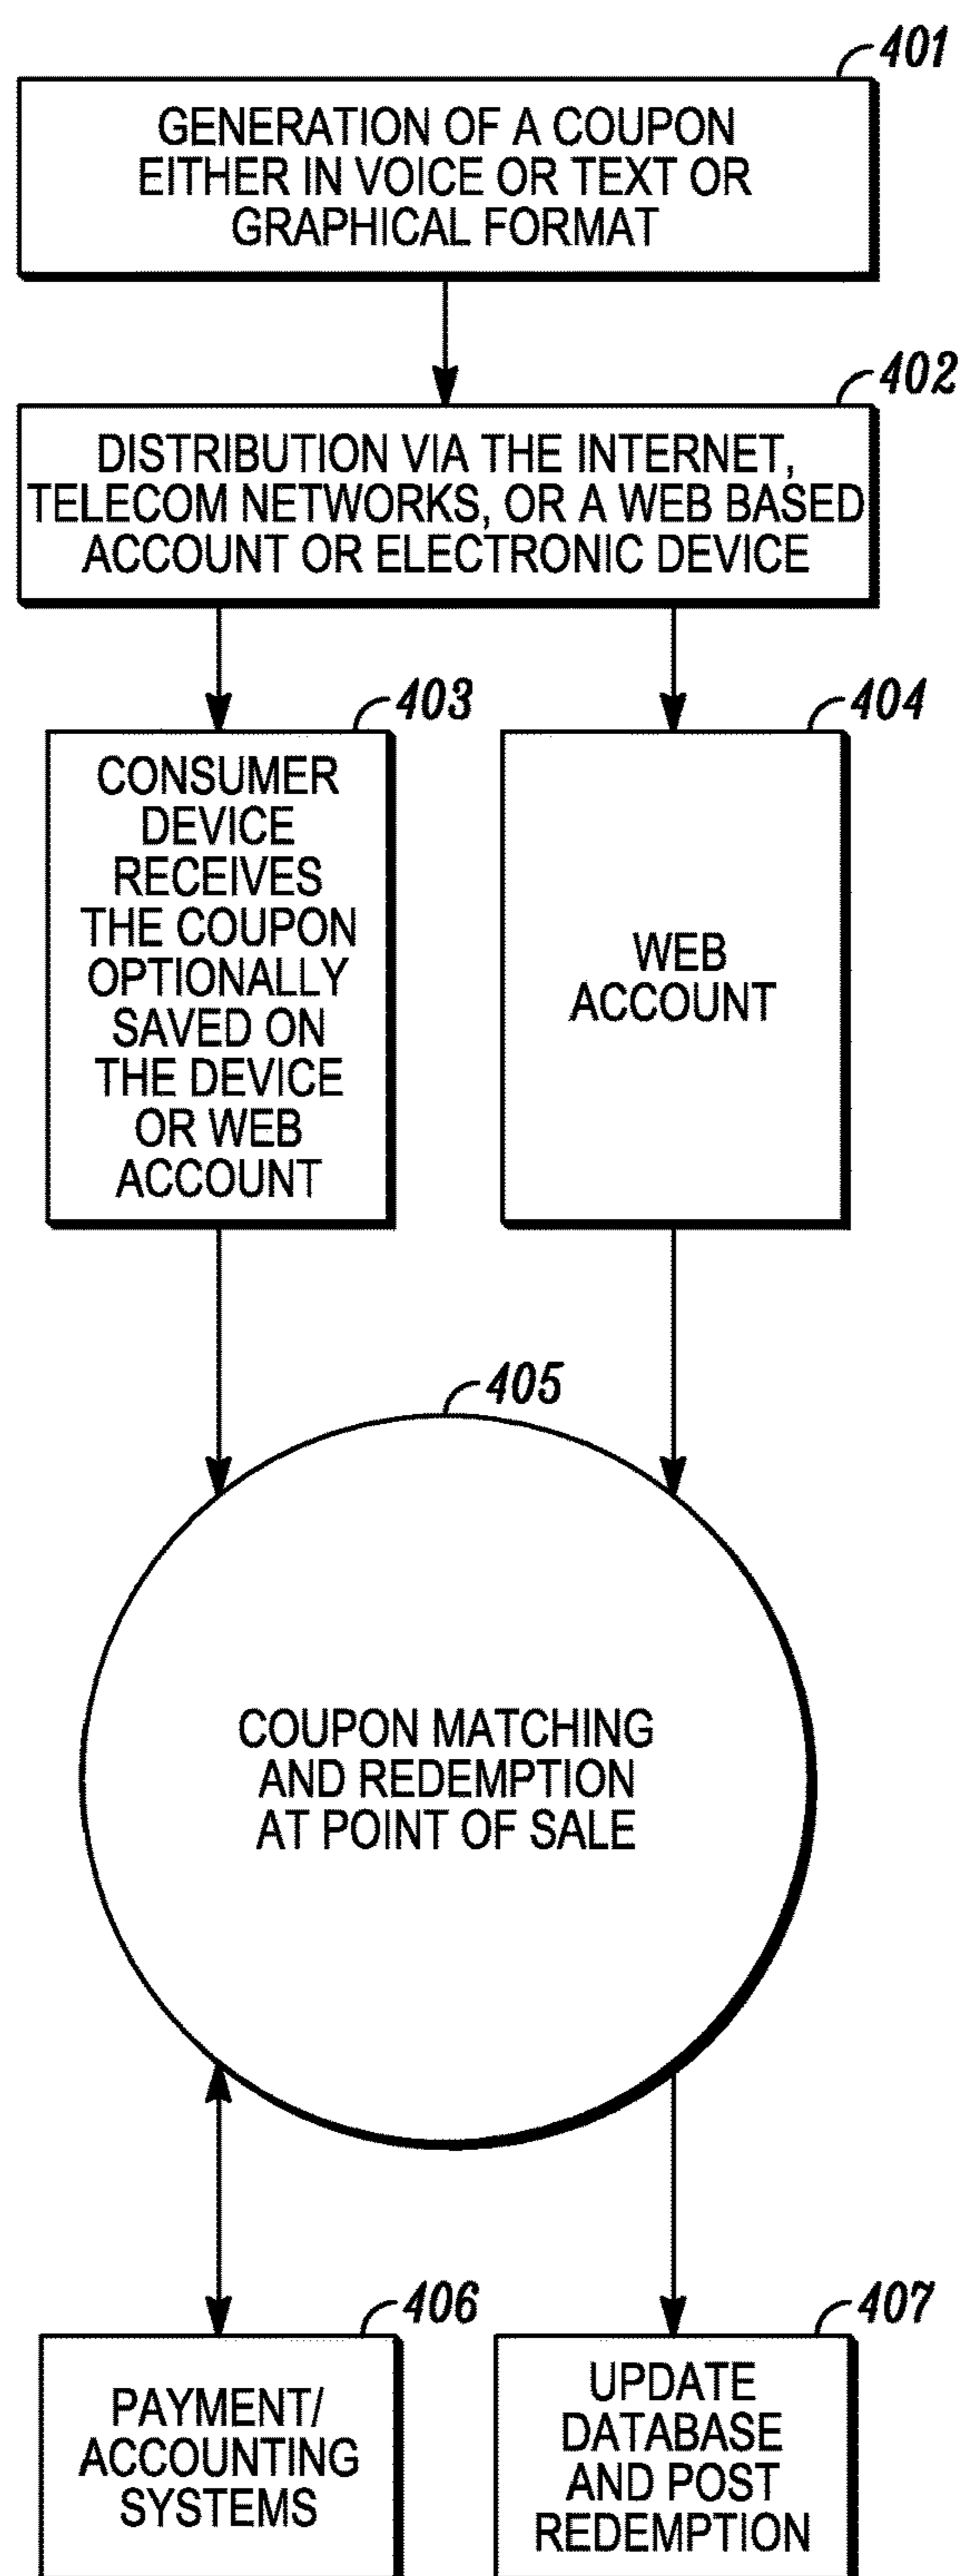 401
GENERATION OF A COUPON
EITHER IN VOICE OR TEXT OR
GRAPHICAL FORMAT
402
DISTRIBUTION VIA THE INTERNET,
TELECOM NETWORKS, OR A WEB BASED
ACCOUNT OR ELECTRONIC DEVICE
403
CONSUMER
DEVICE
RECEIVES
THE COUPON
OPTIONALLY
SAVED ON
THE DEVICE
OR WEB
ACCOUNT
404
WEB
ACCOUNT
405
COUPON MATCHING
AND REDEMPTION
AT POINT OF SALE
406
PAYMENT/
ACCOUNTING
SYSTEMS
407
UPDATE
DATABASE
AND POST
REDEMPTION